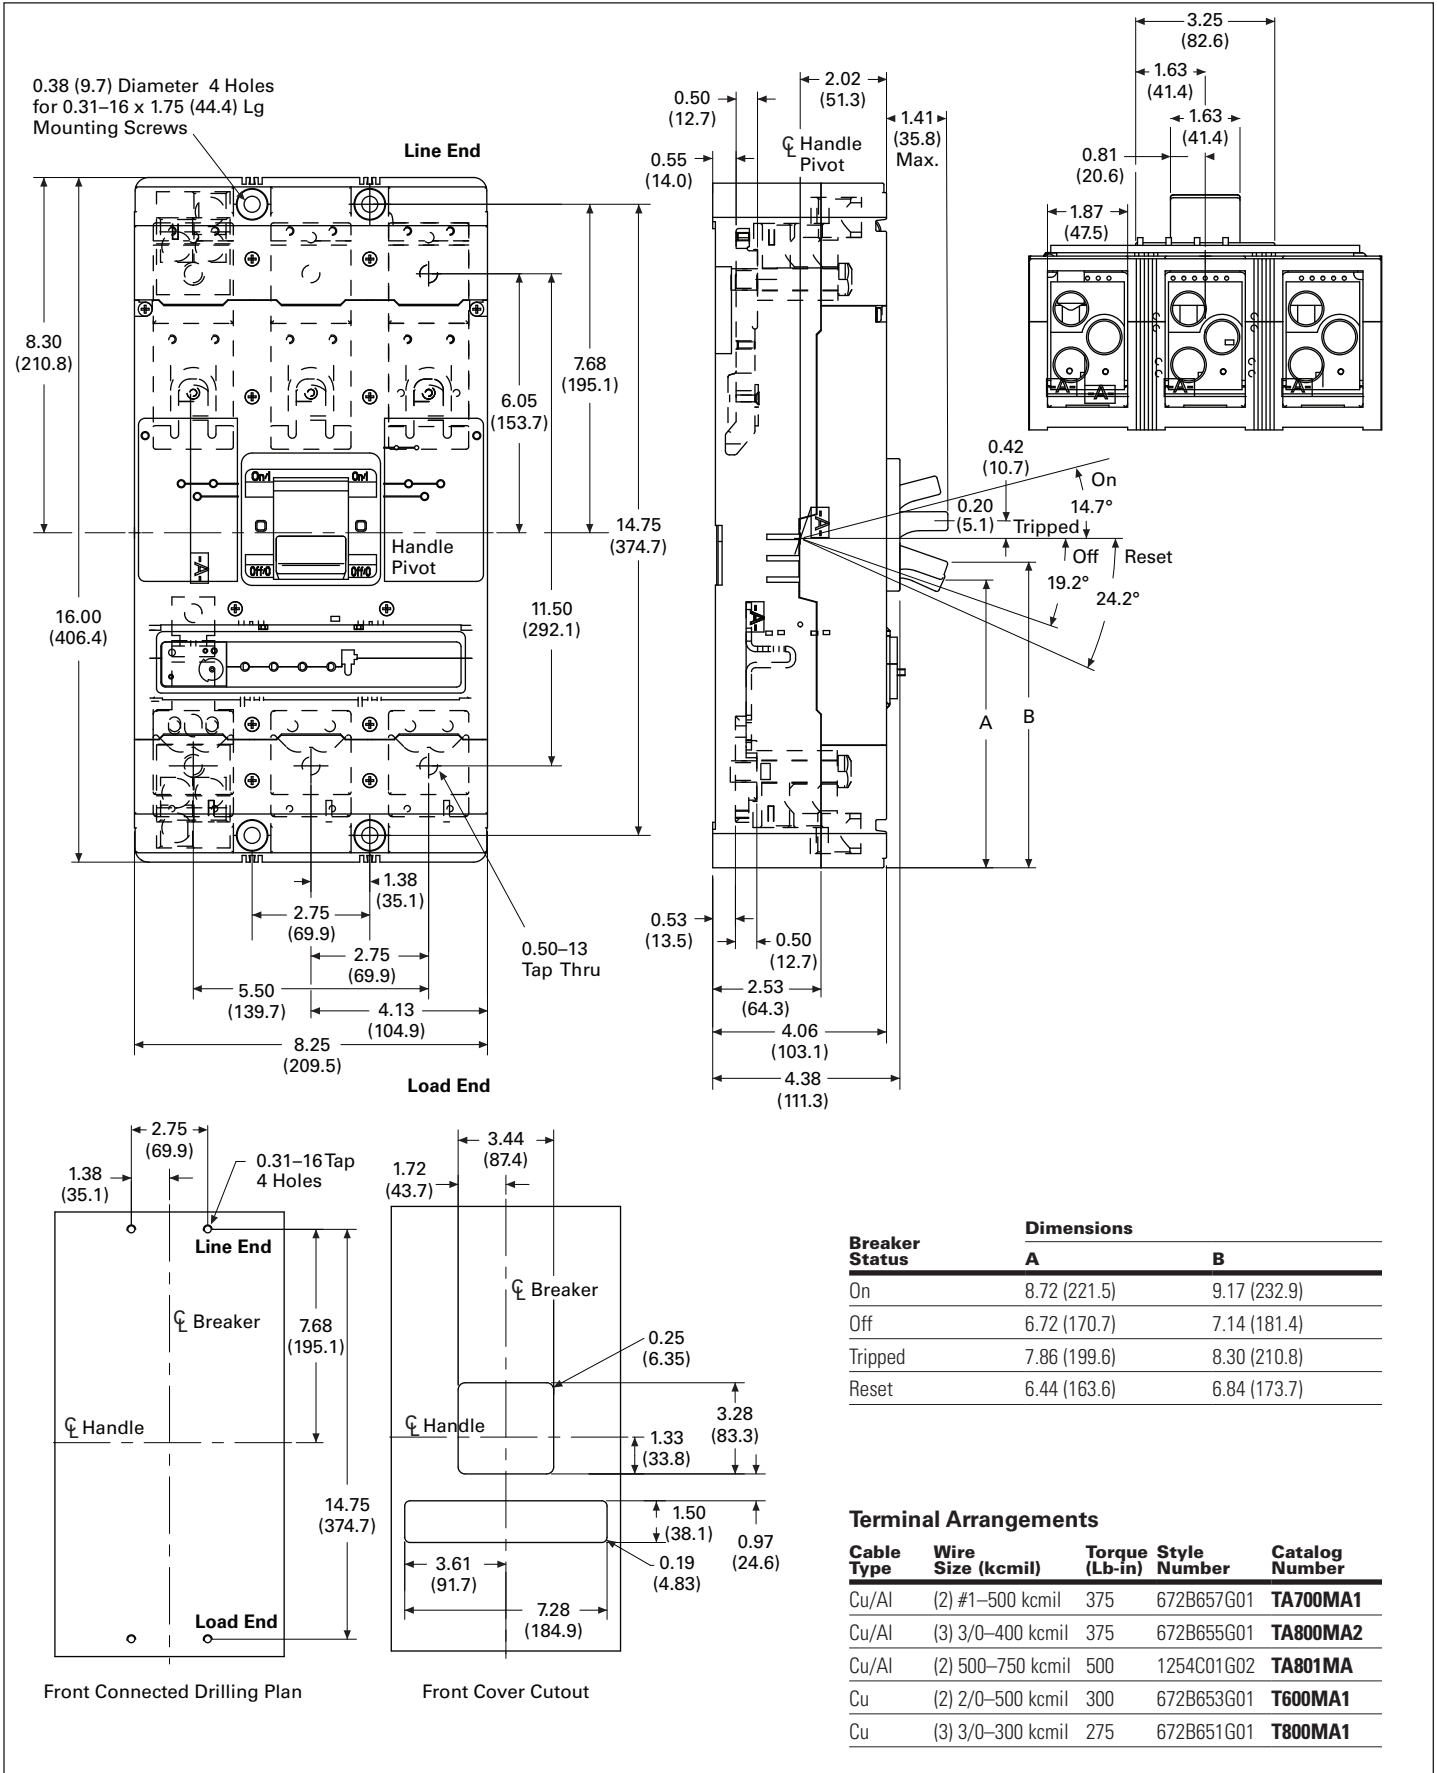 0.38 (9.7) Diameter 4 Holes
for 0.31–16 x 1.75 (44.4) Lg
Mounting Screws
Line End
8.30
(210.8)
16.00
(406.4)
7.68
(195.1)
6.05
(153.7)
14.75
(374.7)
11.50
(292.1)
On/I
On/I
Off/O
Off/O
Handle
Pivot
-A-
1.38
(35.1)
2.75
(69.9)
2.75
(69.9)
0.50–13
Tap Thru
5.50
(139.7)
4.13
(104.9)
8.25
(209.5)
Load End
2.02
(51.3)
0.50
(12.7)
1.41
(35.8)
Max.
℄ Handle
Pivot
0.55
(14.0)
-A-
-A-
0.42
(10.7)
On
14.7°
0.20
(5.1)
Tripped
Off
Reset
19.2°
24.2°
A
B
0.53
(13.5)
0.50
(12.7)
2.53
(64.3)
4.06
(103.1)
4.38
(111.3)
3.25
(82.6)
1.63
(41.4)
1.63
(41.4)
0.81
(20.6)
1.87
(47.5)
-A-
-A-
-A-
-A-
2.75
(69.9)
1.38
(35.1)
0.31–16 Tap
4 Holes
Line End
℄ Breaker
7.68
(195.1)
℄ Handle
14.75
(374.7)
Load End
Front Connected Drilling Plan
3.44
(87.4)
1.72
(43.7)
℄ Breaker
0.25
(6.35)
℄ Handle
3.28
(83.3)
1.33
(33.8)
1.50
(38.1)
0.97
(24.6)
3.61
(91.7)
0.19
(4.83)
7.28
(184.9)
Front Cover Cutout
Dimensions
Breaker
Status A B
On 8.72 (221.5) 9.17 (232.9)
Off 6.72 (170.7) 7.14 (181.4)
Tripped 7.86 (199.6) 8.30 (210.8)
Reset 6.44 (163.6) 6.84 (173.7)
Terminal Arrangements
Cable Wire Torque Style Catalog
Type Size (kcmil) (Lb-in) Number Number
Cu/Al (2) #1–500 kcmil 375 672B657G01 TA700MA1
Cu/Al (3) 3/0–400 kcmil 375 672B655G01 TA800MA2
Cu/Al (2) 500–750 kcmil 500 1254C01G02 TA801MA
Cu (2) 2/0–500 kcmil 300 672B653G01 T600MA1
Cu (3) 3/0–300 kcmil 275 672B651G01 T800MA1